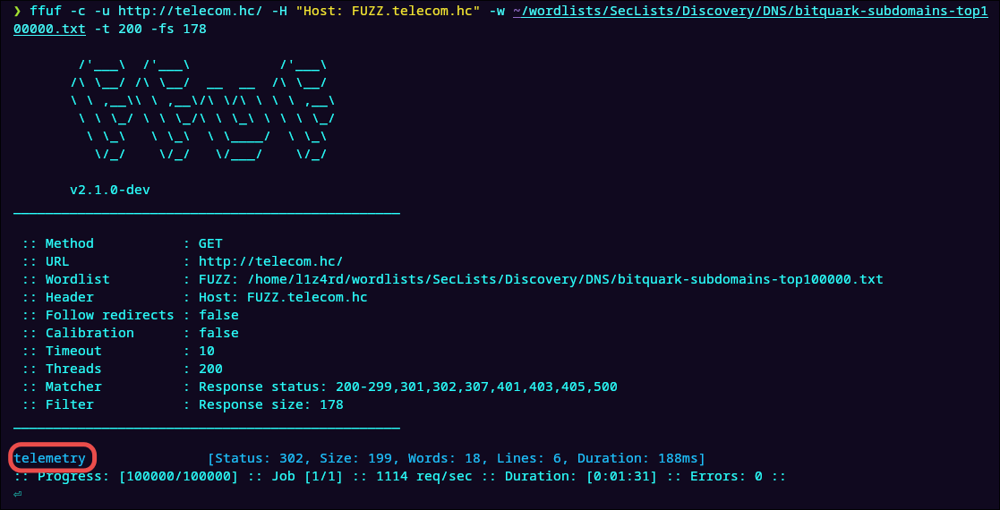 ❯ ffuf -c -u http://telecom.hc/ -H "Host: FUZZ.telecom.hc" -w ~/wordlists/SecLists/Discovery/DNS/bitquark-subdomains-top1
00000.txt -t 200 -fs 178
        /'___\  /'___\           /'___\
       /\ \__/ /\ \__/  __  __  /\ \__/
       \ \ ,__\\ \ ,__\/\ \/\ \ \ \ ,__\
        \ \ \_/ \ \ \_/\ \ \_\ \ \ \ \_/
         \ \_\   \ \_\  \ \____/  \ \_\
          \/_/    \/_/   \/___/    \/_/
       v2.1.0-dev
________________________________________________
 :: Method           : GET
 :: URL              : http://telecom.hc/
 :: Wordlist         : FUZZ: /home/l1z4rd/wordlists/SecLists/Discovery/DNS/bitquark-subdomains-top100000.txt
 :: Header           : Host: FUZZ.telecom.hc
 :: Follow redirects : false
 :: Calibration      : false
 :: Timeout          : 10
 :: Threads          : 200
 :: Matcher          : Response status: 200-299,301,302,307,401,403,405,500
 :: Filter           : Response size: 178
________________________________________________
telemetry               [Status: 302, Size: 199, Words: 18, Lines: 6, Duration: 188ms]
:: Progress: [100000/100000] :: Job [1/1] :: 1114 req/sec :: Duration: [0:01:31] :: Errors: 0 ::
⏎